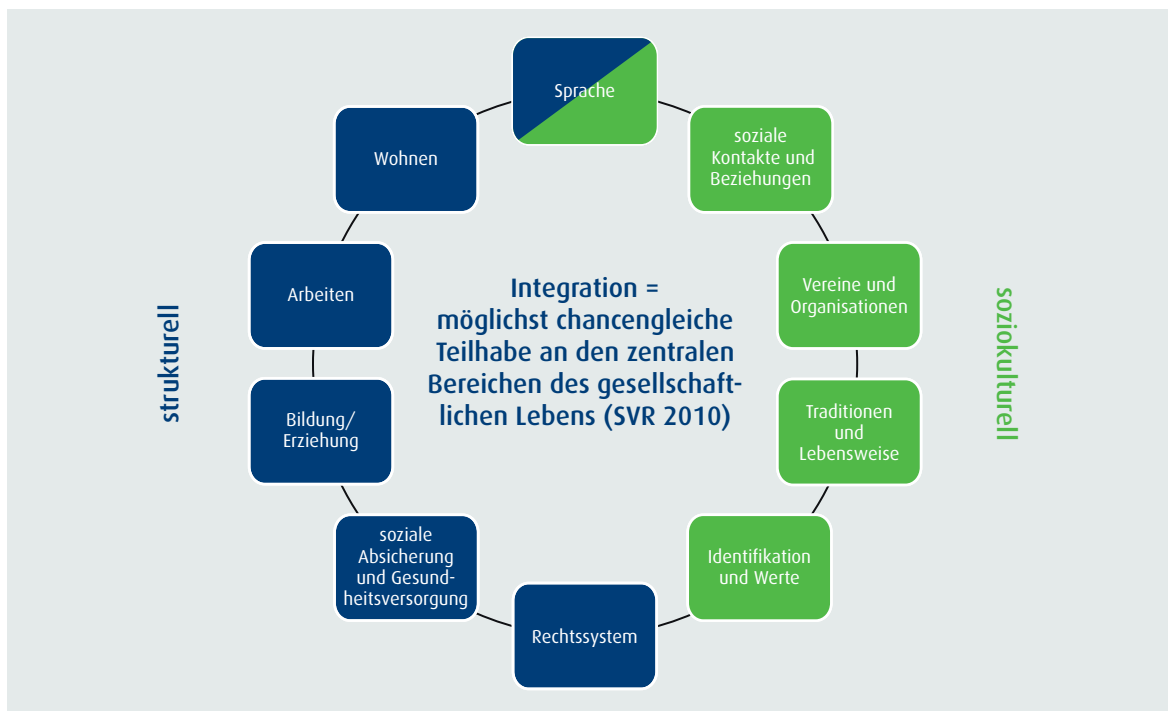 Sprache
soziale
Kontakte und
Beziehungen
Vereine und
Organisationen
Traditionen
und
Lebensweise
Identifikation
und Werte
Rechtssystem
soziale
Absicherung
und Gesund-
heitsversorgung
Bildung/
Erziehung
Arbeiten
Wohnen
Integration =
möglichst chancengleiche
Teilhabe an den zentralen
Bereichen des gesellschaft-
lichen Lebens (SVR 2010)
strukturell
soziokulturell